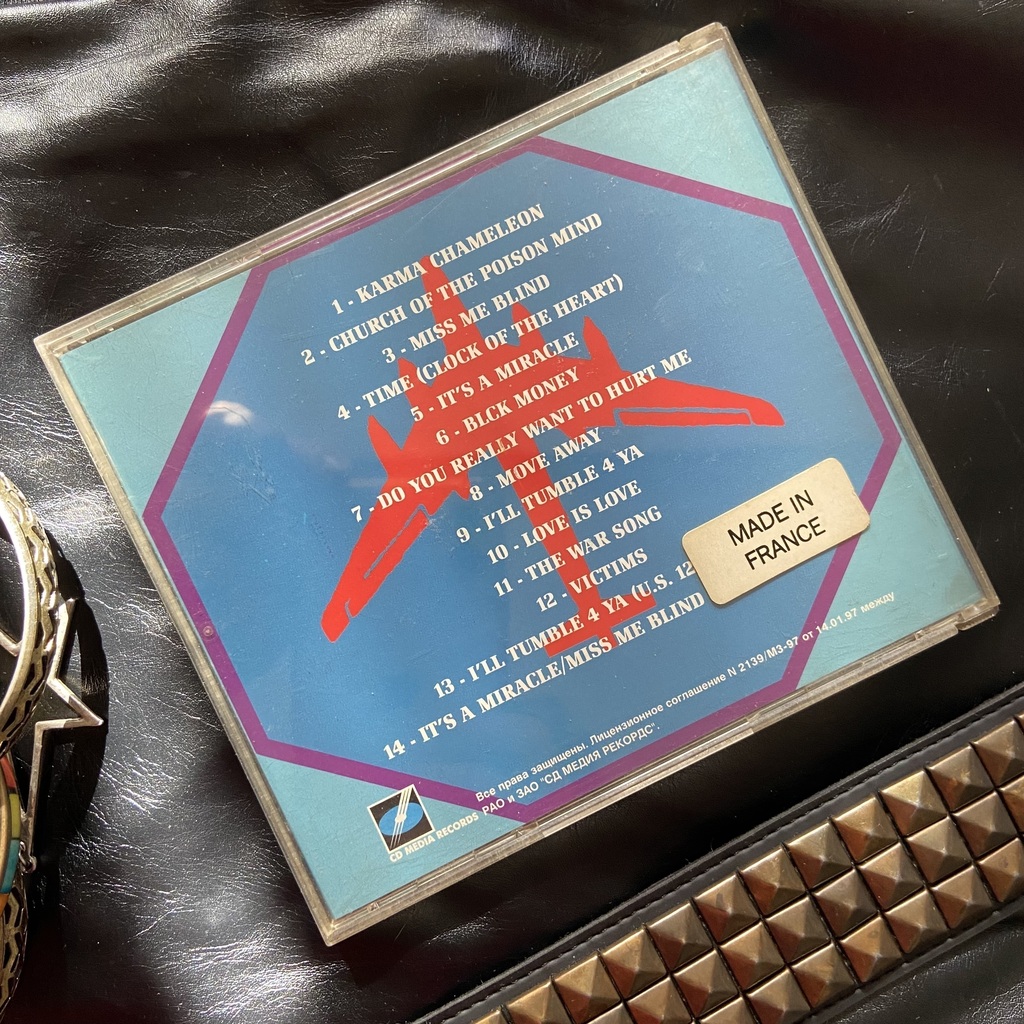 1 - KARMA CHAMELEON
2 - CHURCH OF THE POISON MIND
3 - MISS ME BLIND
4 - TIME (CLOCK OF THE HEART)
5 - IT'S A MIRACLE
6 - BLCK MONEY
7 - DO YOU REALLY WANT TO HURT ME
8 - MOVE AWAY
9 - I'LL TUMBLE 4 YA
10 - LOVE IS LOVE
11 - THE WAR SONG
12 - VICTIMS
13 - I'LL TUMBLE 4 YA (U.S. 12
14 - IT'S A MIRACLE/MISS ME BLIND
MADE IN
FRANCE
Все права защищены. Лицензионное соглашение N 2139/МЗ-97 от 14.01.97 между
РАО и ЗАО "СД МЕДИЯ РЕКОРДС".
CD MEDIA RECORDS